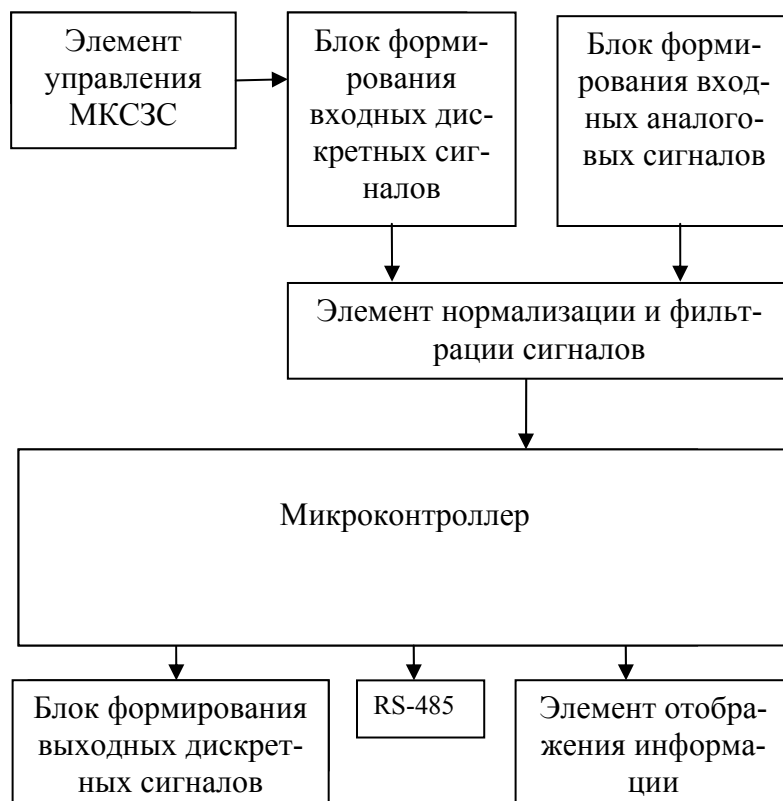 Элемент
управления
МКСЗС
Блок форми-
рования
входных дис-
кретных сиг-
налов
Блок форми-
рования вход-
ных аналого-
вых сигналов
Элемент нормализации и фильт-
рации сигналов
Микроконтроллер
Блок формирования
выходных дискрет-
ных сигналов
RS-485
Элемент отобра-
жения информа-
ции